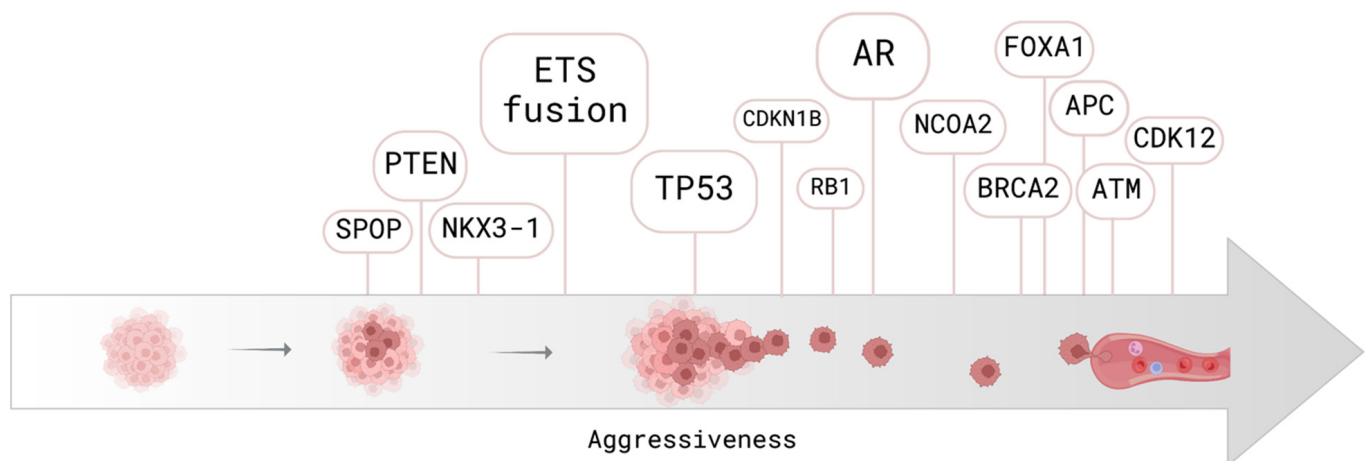 SPOP
PTEN
NKX3-1
ETS
fusion
TP53
CDKN1B
RB1
AR
NCOA2
BRCA2
FOXA1
APC
ATM
CDK12
Aggressiveness